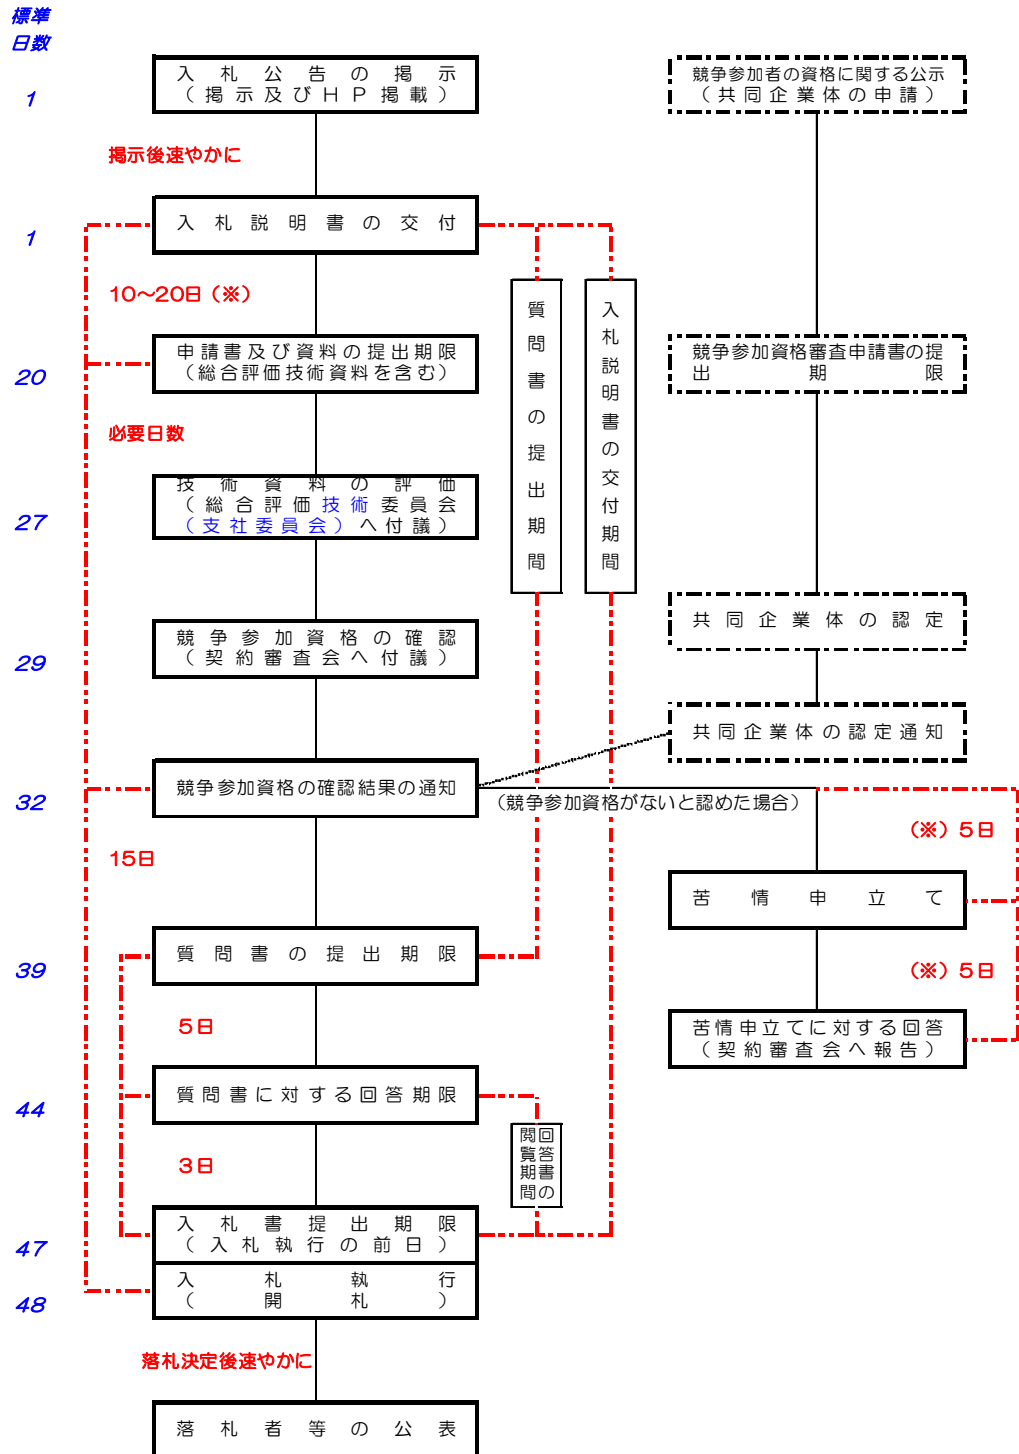 標準
日数
入札公告の掲示
（掲示及びＨＰ掲載）
競争参加者の資格に関する公示
（共同企業体の申請）
1
掲示後速やかに
入札説明書の交付
1
10～20日（※）
質問書の提出期間
入札説明書の交付期間
申請書及び資料の提出期限
（総合評価技術資料を含む）
競争参加資格審査申請書の提
出期限
20
必要日数
技術資料の評価
（総合評価技術委員会
（支社委員会）へ付議）
27
共同企業体の認定
競争参加資格の確認
（契約審査会へ付議）
29
共同企業体の認定通知
競争参加資格の確認結果の通知
32
（競争参加資格がないと認めた場合）
（※）5日
15日
苦情申立て
質問書の提出期限
39
（※）5日
5日
苦情申立てに対する回答
（契約審査会へ報告）
質問書に対する回答期限
44
回答書の
閲覧期間
3日
入札書提出期限
（入札執行の前日）
47
入札執行
（開札）
48
落札決定後速やかに
落札者等の公表